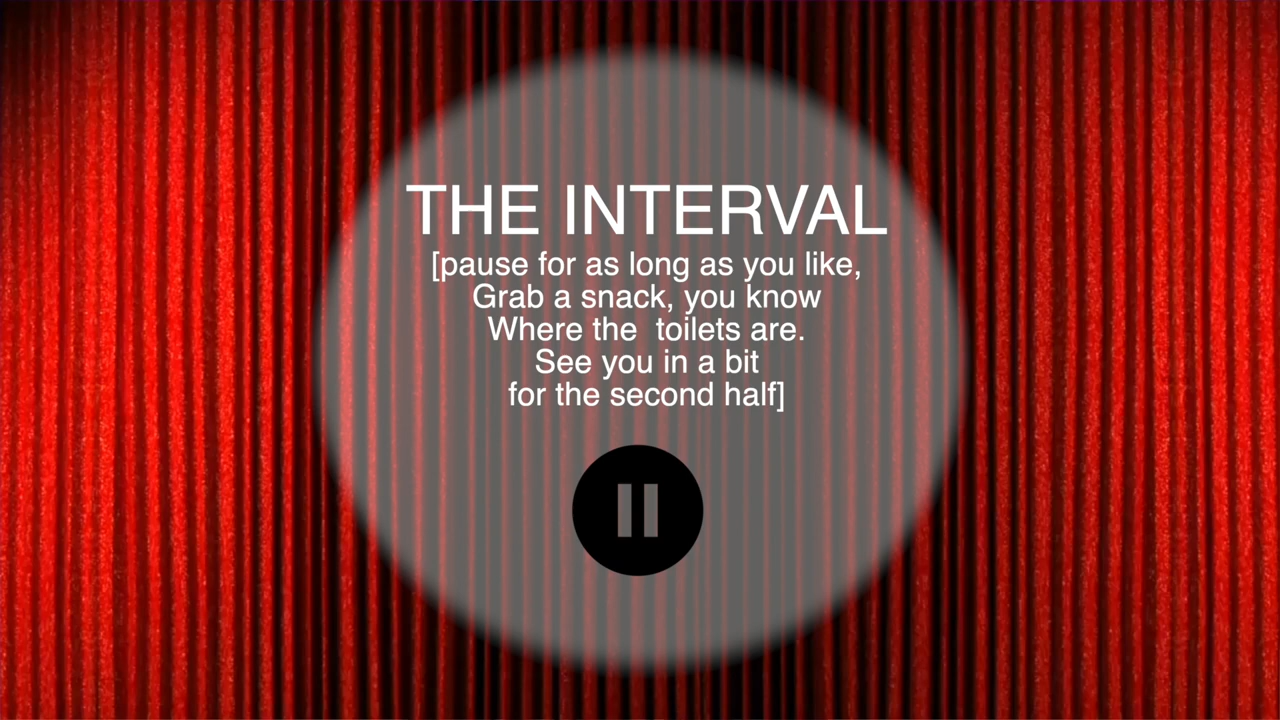 THE INTERVAL
[pause for as long as you like,
Grab a snack, you know
Where the  toilets are.
See you in a bit
for the second half]